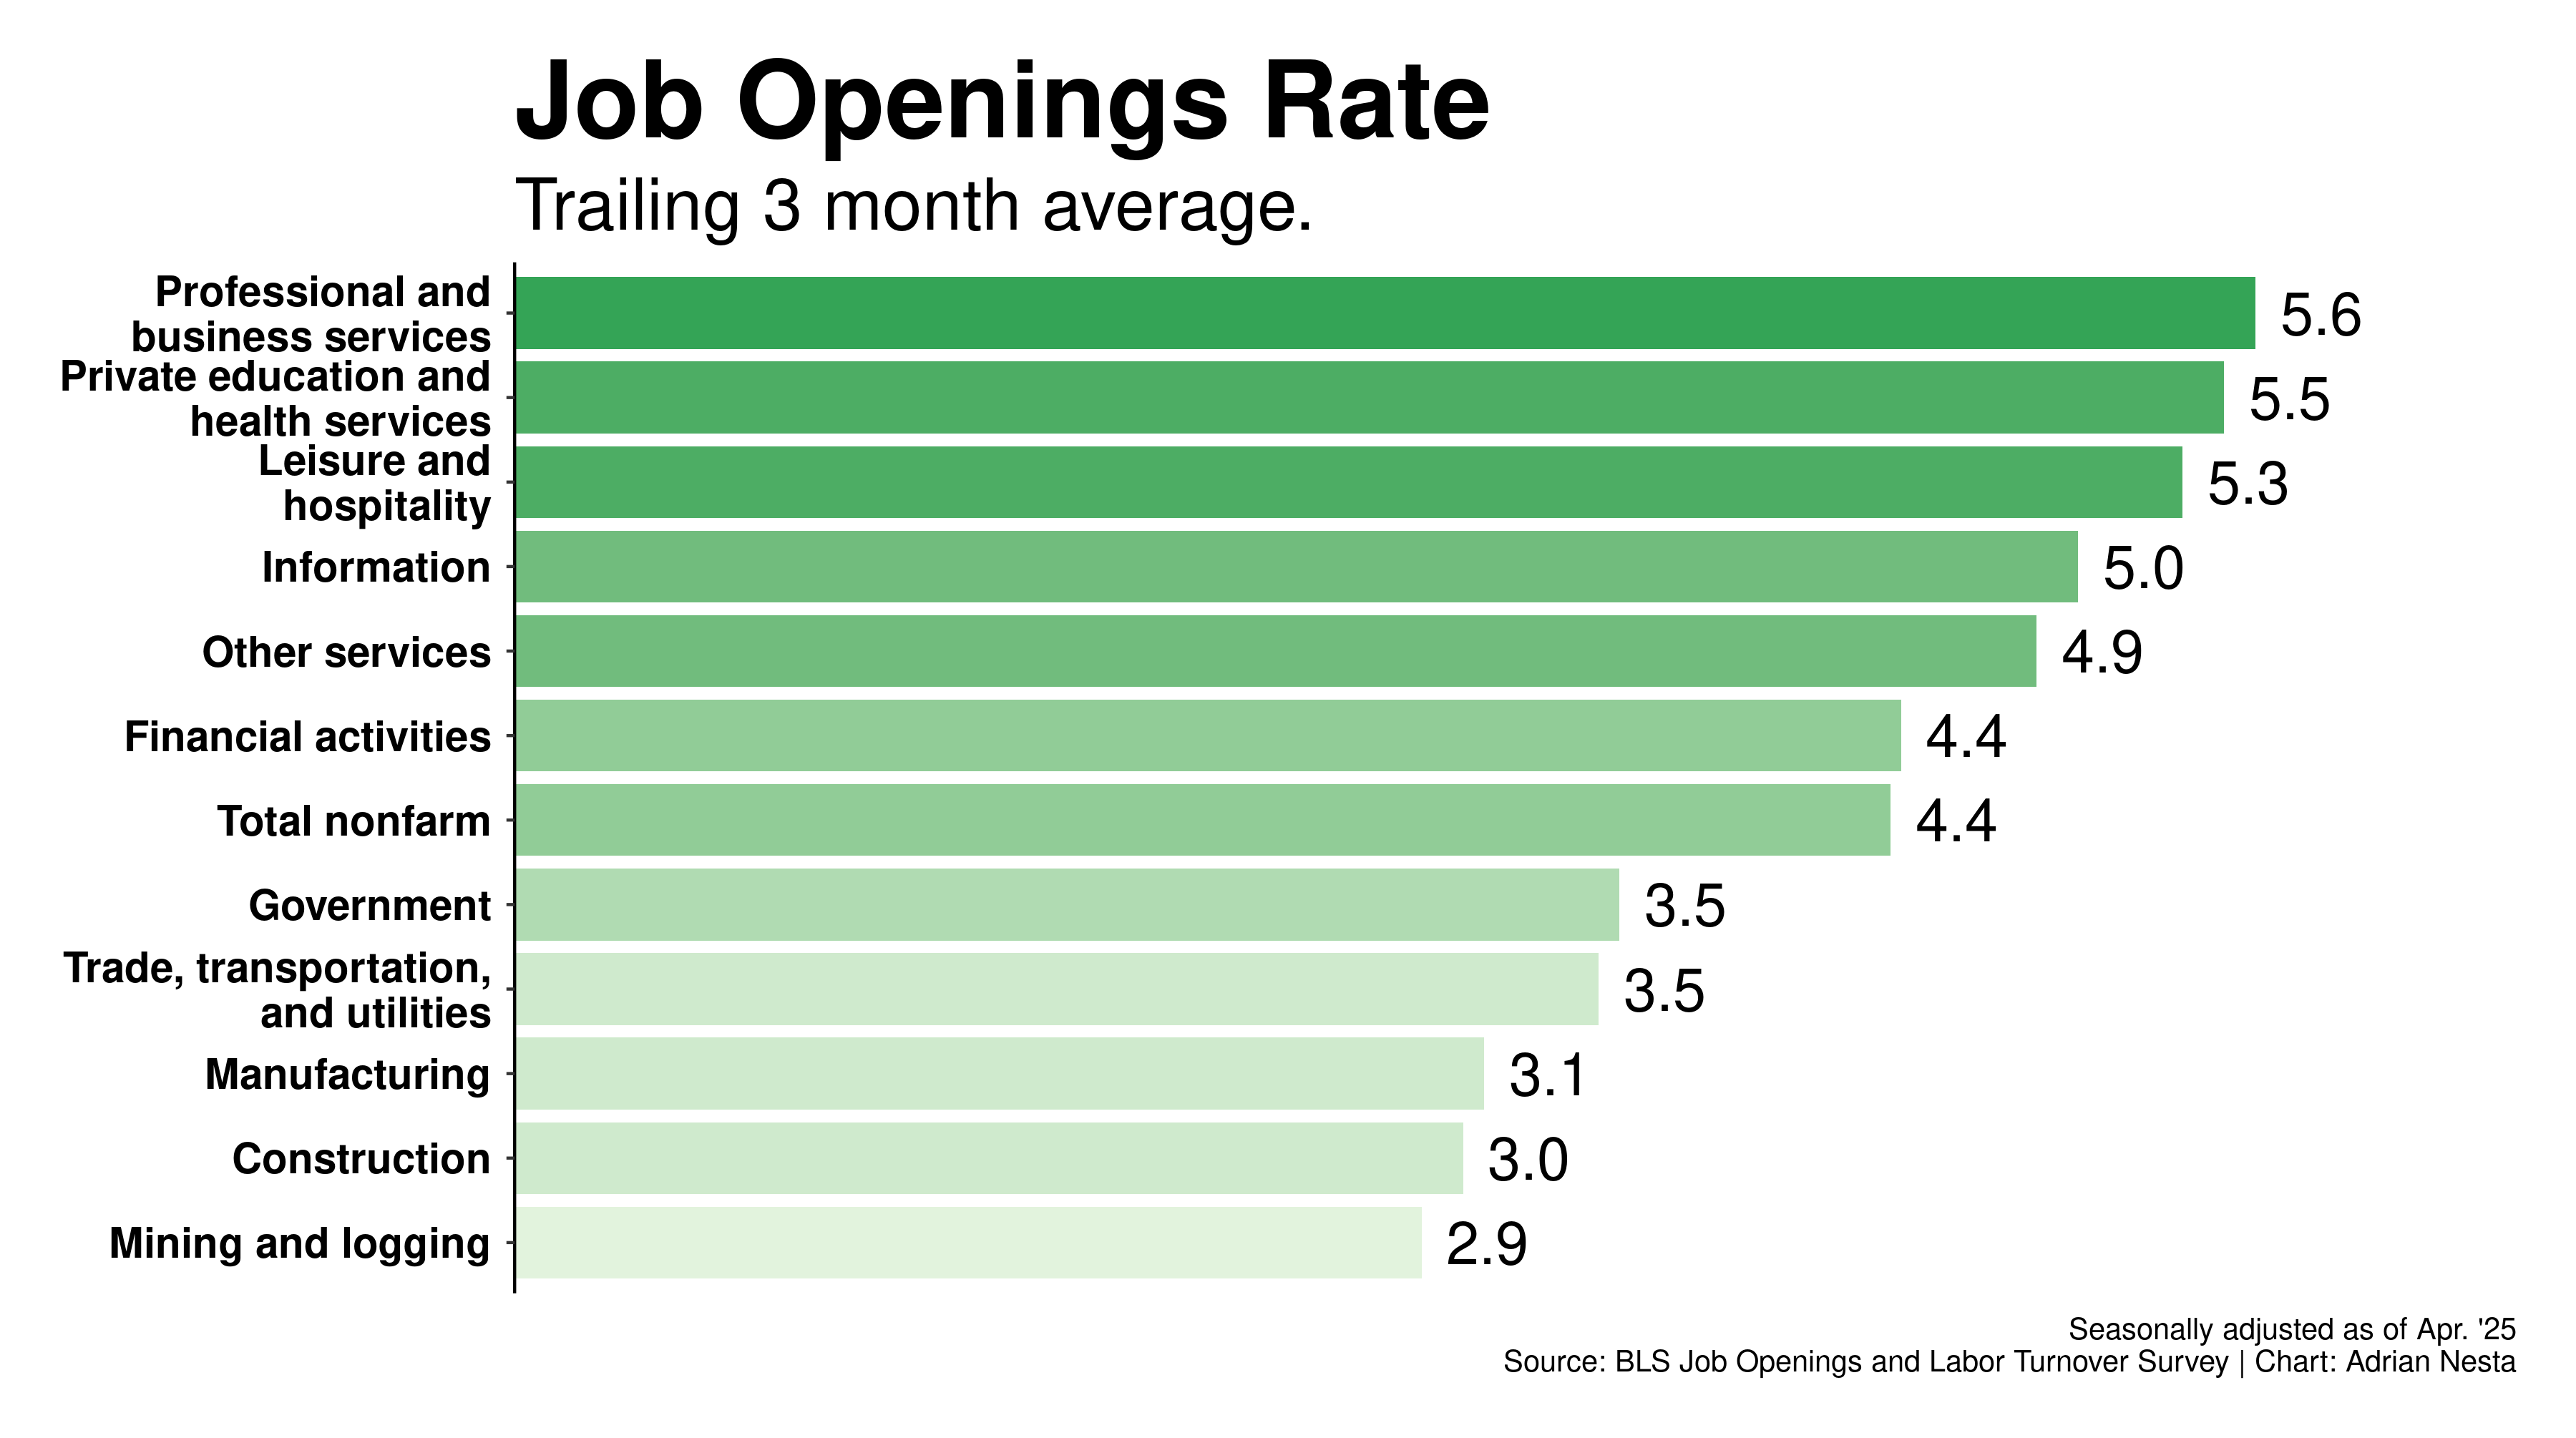 Job Openings Rate
Trailing 3 month average.
Professional and
business services
5.6
Private education and
health services
5.5
Leisure and
hospitality
5.3
Information
5.0
Other services
4.9
Financial activities
4.4
Total nonfarm
4.4
Government
3.5
Trade, transportation,
and utilities
3.5
Manufacturing
3.1
Construction
3.0
Mining and logging
2.9
Seasonally adjusted as of Apr. '25
Source: BLS Job Openings and Labor Turnover Survey | Chart: Adrian Nesta